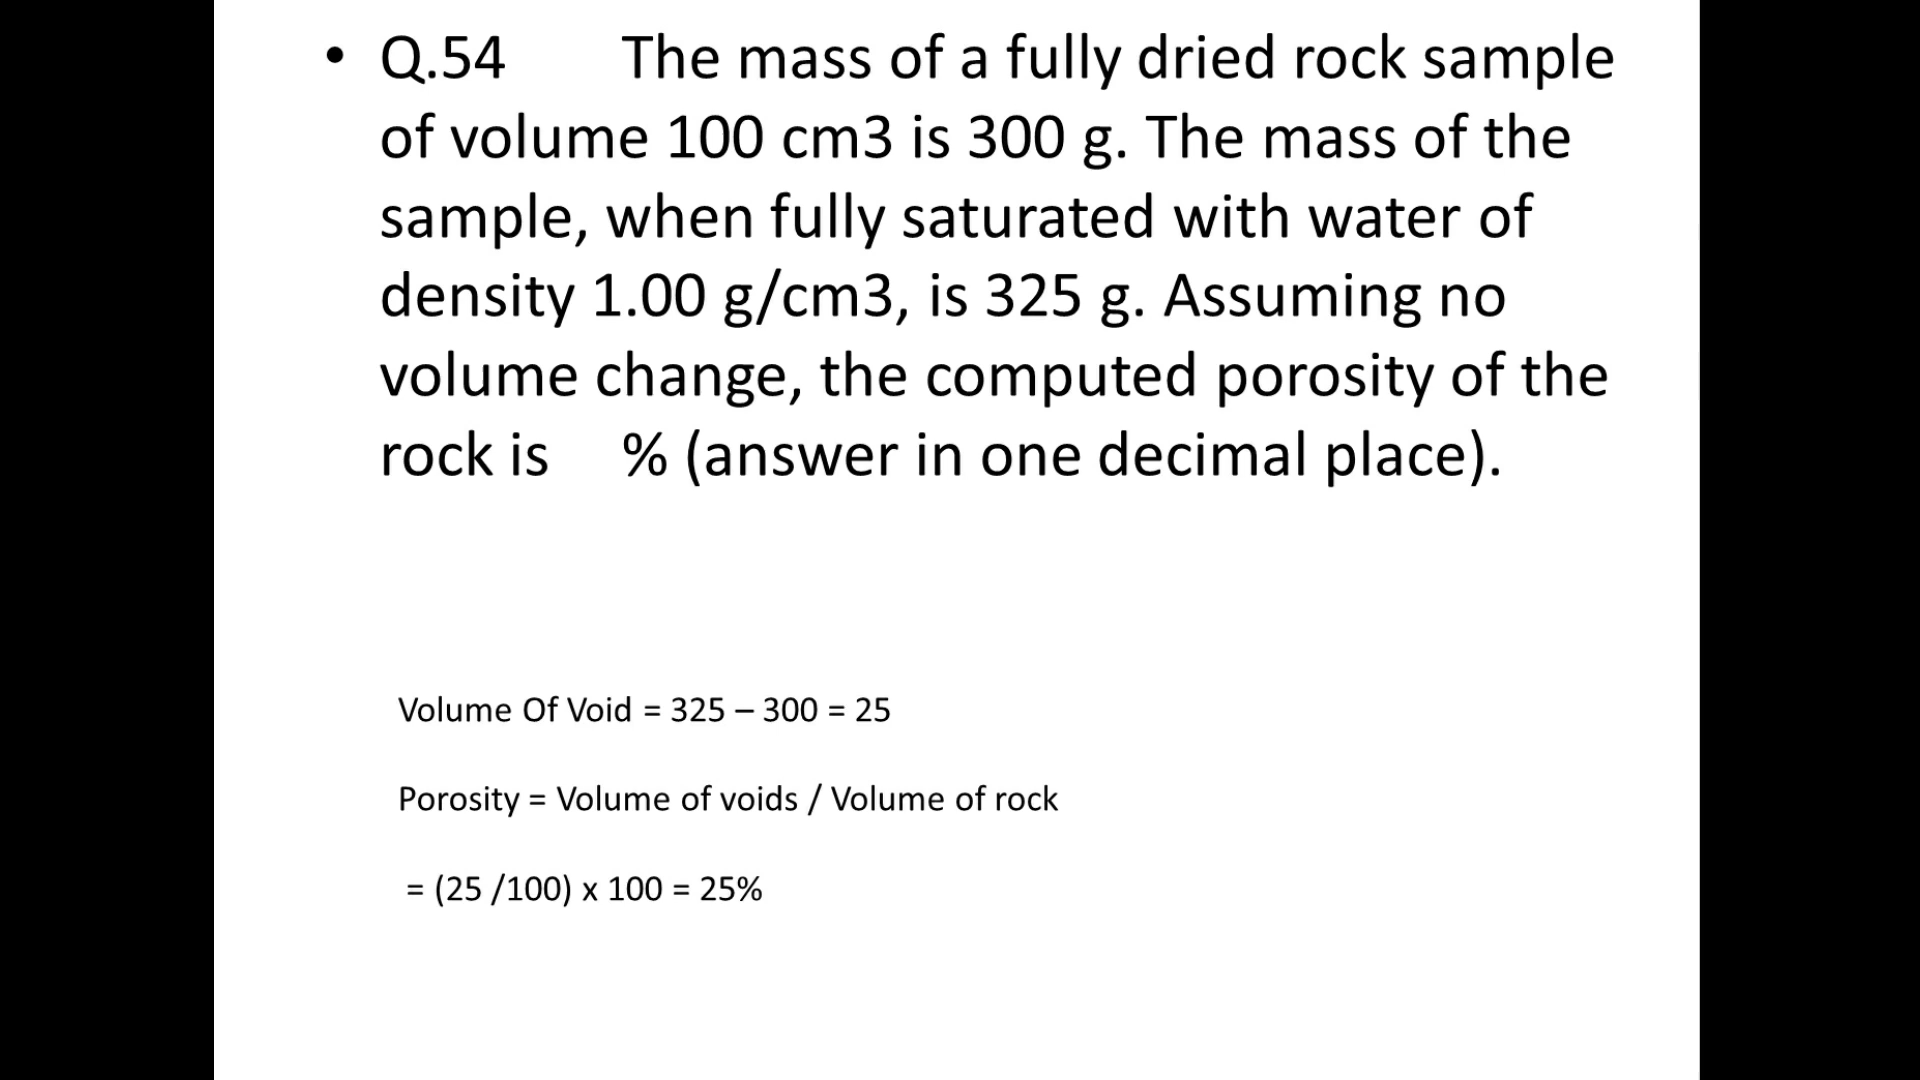 • Q.54 The mass of a fully dried rock sample
of volume 100 cm3 is 300 g. The mass of the
sample, when fully saturated with water of
density 1.00 g/cm3, is 325 g. Assuming no
volume change, the computed porosity of the
rock is % (answer in one decimal place).
Volume Of Void = 325 – 300 = 25
Porosity = Volume of voids / Volume of rock
= (25 /100) x 100 = 25%